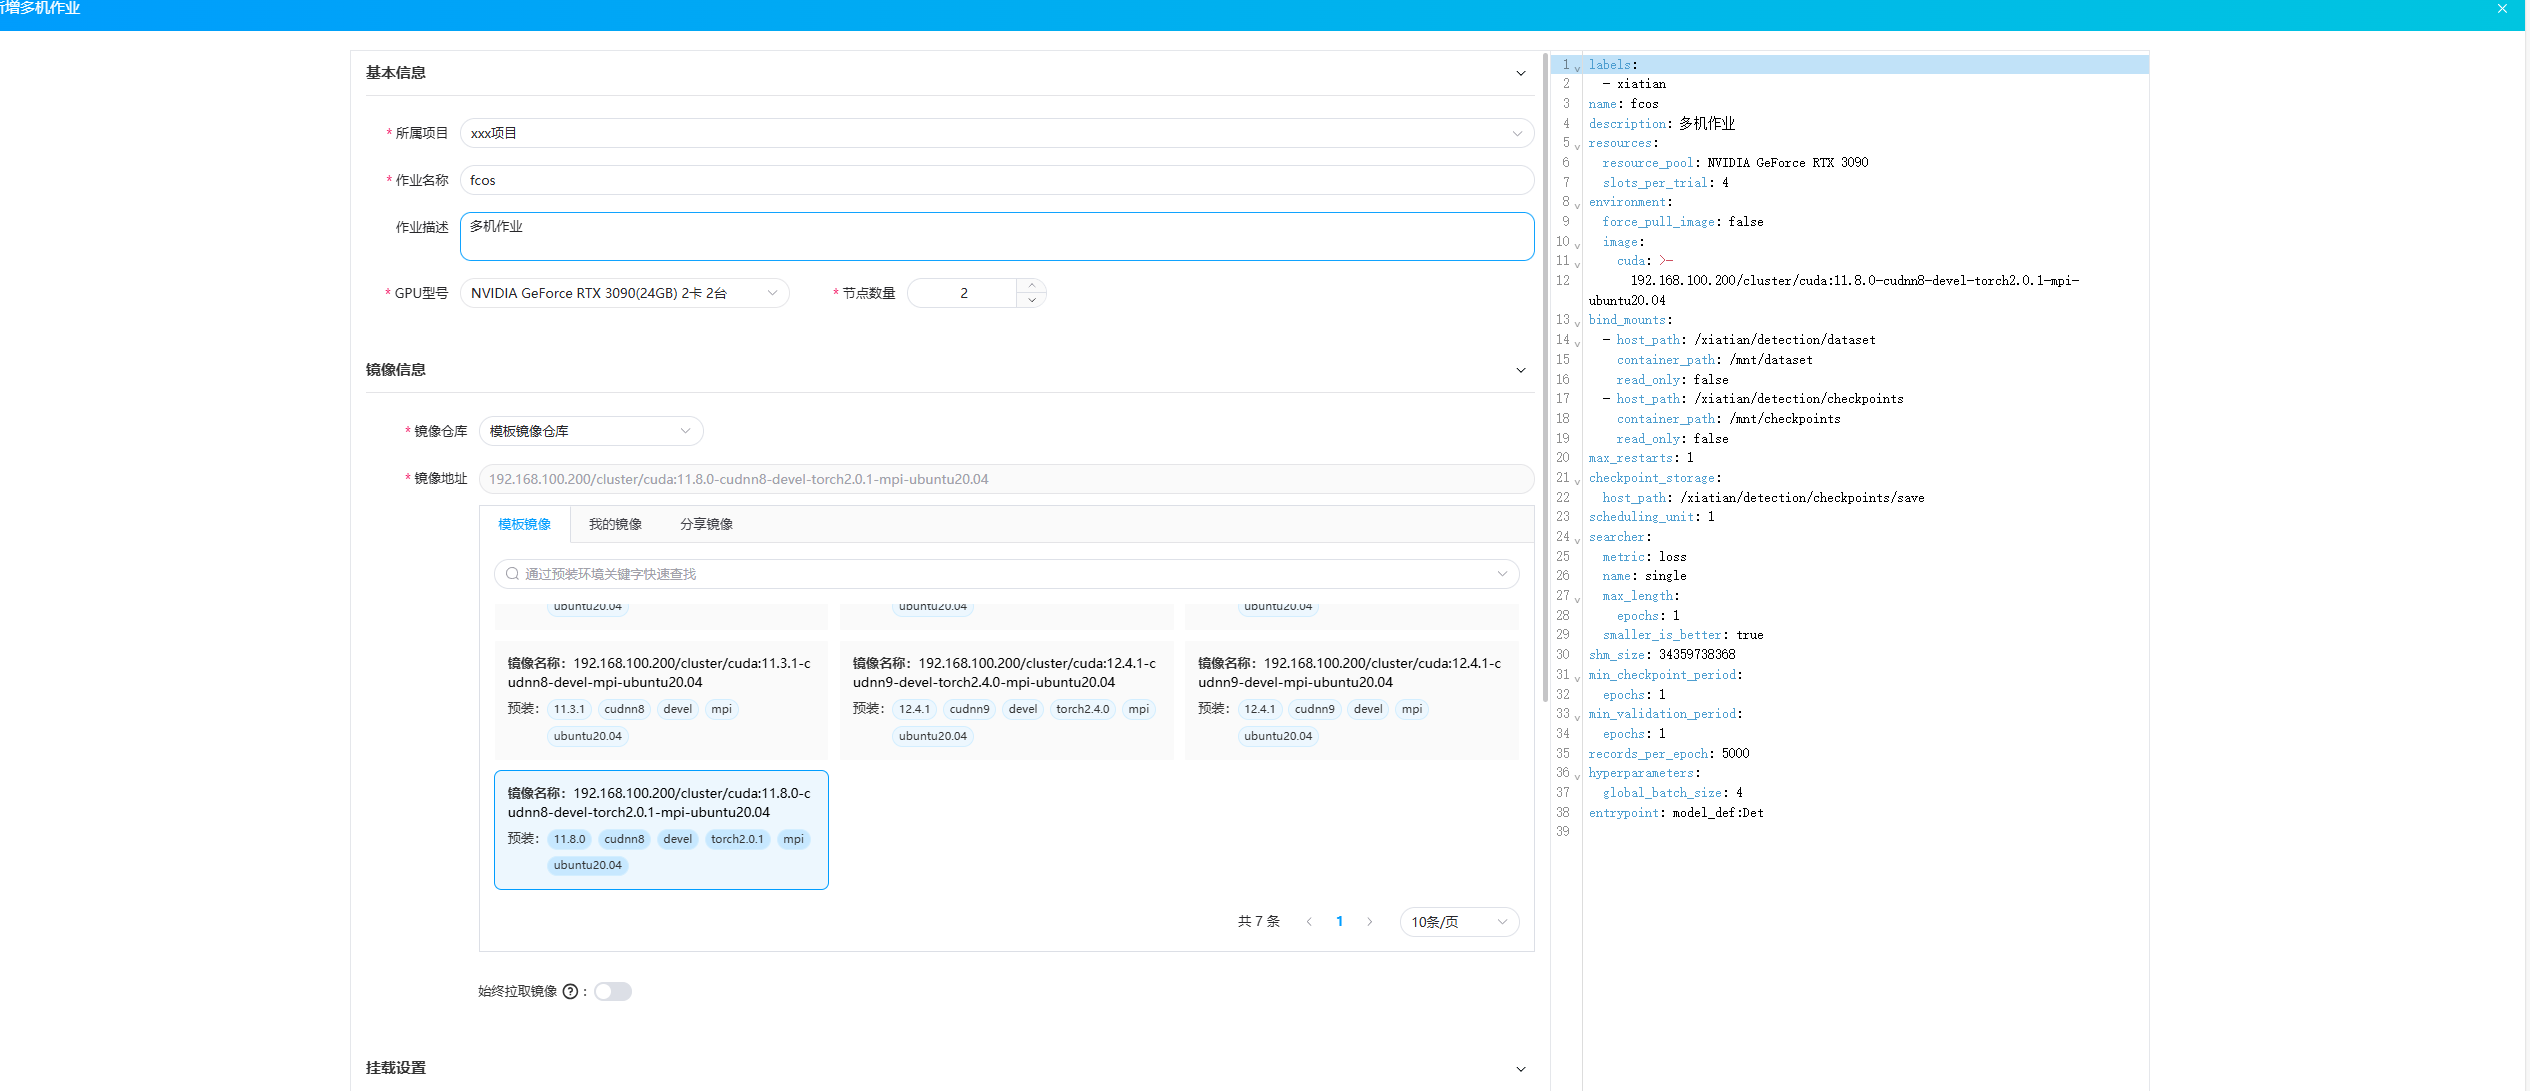 新增多机作业
基本信息
* 所属项目 xxx项目
* 作业名称 fcos
作业描述 多机作业
* GPU型号 NVIDIA GeForce RTX 3090(24GB) 2卡 2台 * 节点数量 2
镜像信息
* 镜像仓库 模板镜像仓库
* 镜像地址 192.168.100.200/cluster/cuda:11.8.0-cudnn8-devel-torch2.0.1-mpi-ubuntu20.04
模板镜像 我的镜像 分享镜像
通过预装环境关键字快速查找
ubuntu20.04 ubuntu20.04 ubuntu20.04
镜像名称：192.168.100.200/cluster/cuda:11.3.1-c
udnn8-devel-mpi-ubuntu20.04
预装： 11.3.1 cudnn8 devel mpi
ubuntu20.04
镜像名称：192.168.100.200/cluster/cuda:12.4.1-c
udnn9-devel-torch2.4.0-mpi-ubuntu20.04
预装： 12.4.1 cudnn9 devel torch2.4.0 mpi
ubuntu20.04
镜像名称：192.168.100.200/cluster/cuda:12.4.1-c
udnn9-devel-mpi-ubuntu20.04
预装： 12.4.1 cudnn9 devel mpi
ubuntu20.04
镜像名称：192.168.100.200/cluster/cuda:11.8.0-c
udnn8-devel-torch2.0.1-mpi-ubuntu20.04
预装： 11.8.0 cudnn8 devel torch2.0.1 mpi
ubuntu20.04
共 7 条 1 10条/页
始终拉取镜像 ? :
挂载设置
1 labels:
2 - xiatian
3 name: fcos
4 description: 多机作业
5 resources:
6 resource_pool: NVIDIA GeForce RTX 3090
7 slots_per_trial: 4
8 environment:
9 force_pull_image: false
10 image:
11 cuda: >-
12 192.168.100.200/cluster/cuda:11.8.0-cudnn8-devel-torch2.0.1-mpi-
ubuntu20.04
13 bind_mounts:
14 - host_path: /xiatian/detection/dataset
15 container_path: /mnt/dataset
16 read_only: false
17 - host_path: /xiatian/detection/checkpoints
18 container_path: /mnt/checkpoints
19 read_only: false
20 max_restarts: 1
21 checkpoint_storage:
22 host_path: /xiatian/detection/checkpoints/save
23 scheduling_unit: 1
24 searcher:
25 metric: loss
26 name: single
27 max_length:
28 epochs: 1
29 smaller_is_better: true
30 shm_size: 34359738368
31 min_checkpoint_period:
32 epochs: 1
33 min_validation_period:
34 epochs: 1
35 records_per_epoch: 5000
36 hyperparameters:
37 global_batch_size: 4
38 entrypoint: model_def:Det
39